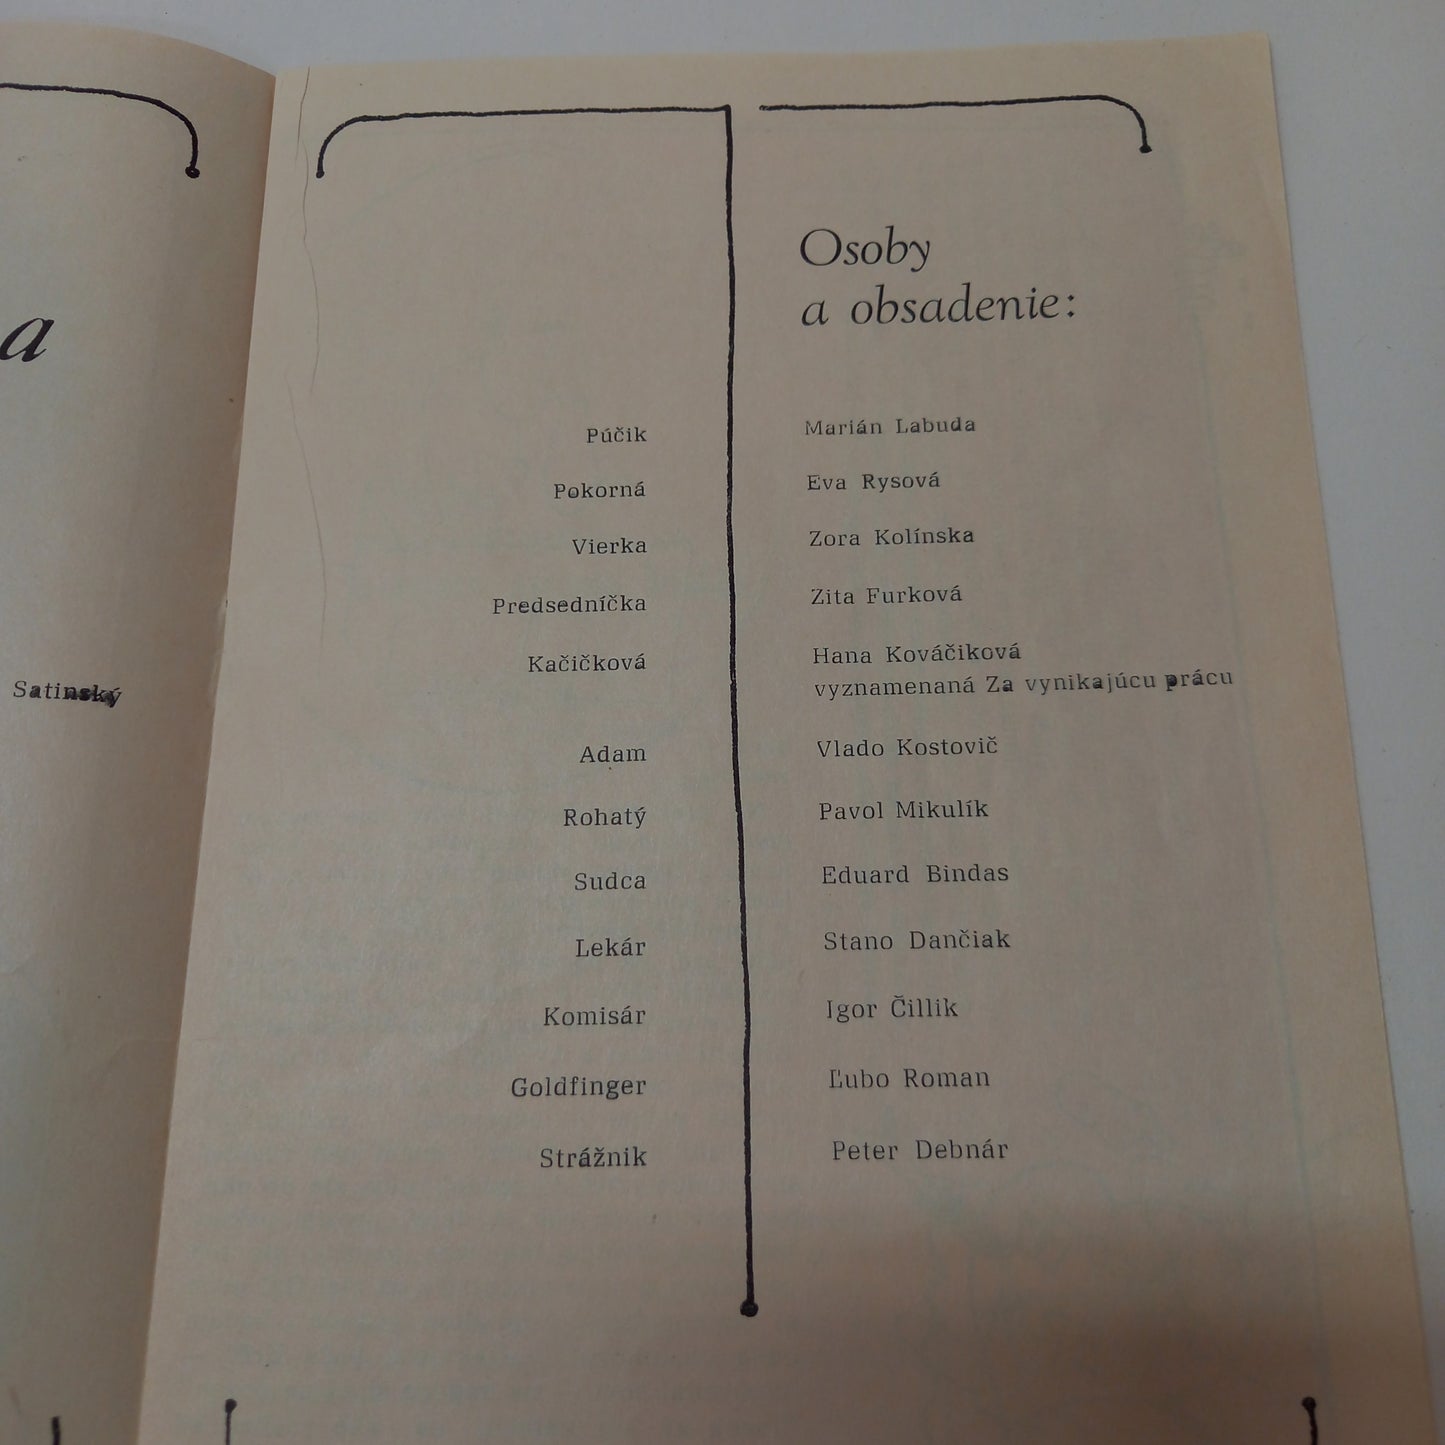 a
Satinský
Osoby
a obsadenie:
Púčik Marián Labuda
Pokorná Eva Rysová
Vierka Zora Kolínska
Predsedníčka Zita Furková
Kačičková Hana Kováčiková
vyznamenaná Za vynikajúcu prácu
Adam Vlado Kostovič
Rohatý Pavol Mikulík
Sudca Eduard Bindas
Lekár Stano Dančiak
Komisár Igor Čillik
Goldfinger Ľubo Roman
Strážnik Peter Debnár